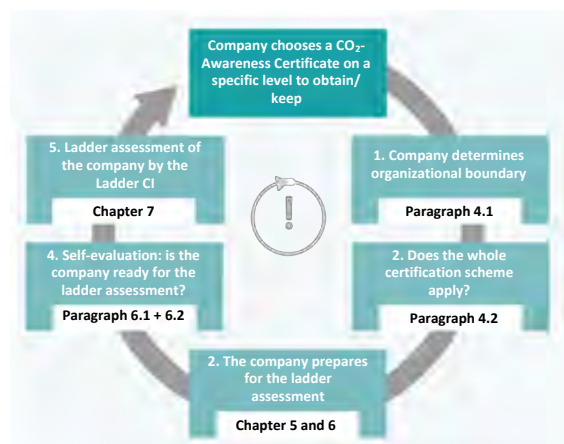 Company chooses a CO₂-
Awareness Certificate on a
specific level to obtain/
keep
1. Company determines
organizational boundary
Paragraph 4.1
2. Does the whole
certification scheme
apply?
Paragraph 4.2
2. The company prepares
for the ladder
assessment
Chapter 5 and 6
4. Self-evaluation: is the
company ready for the
ladder assessment?
Paragraph 6.1 + 6.2
5. Ladder assessment of
the company by the
Ladder CI
Chapter 7
!